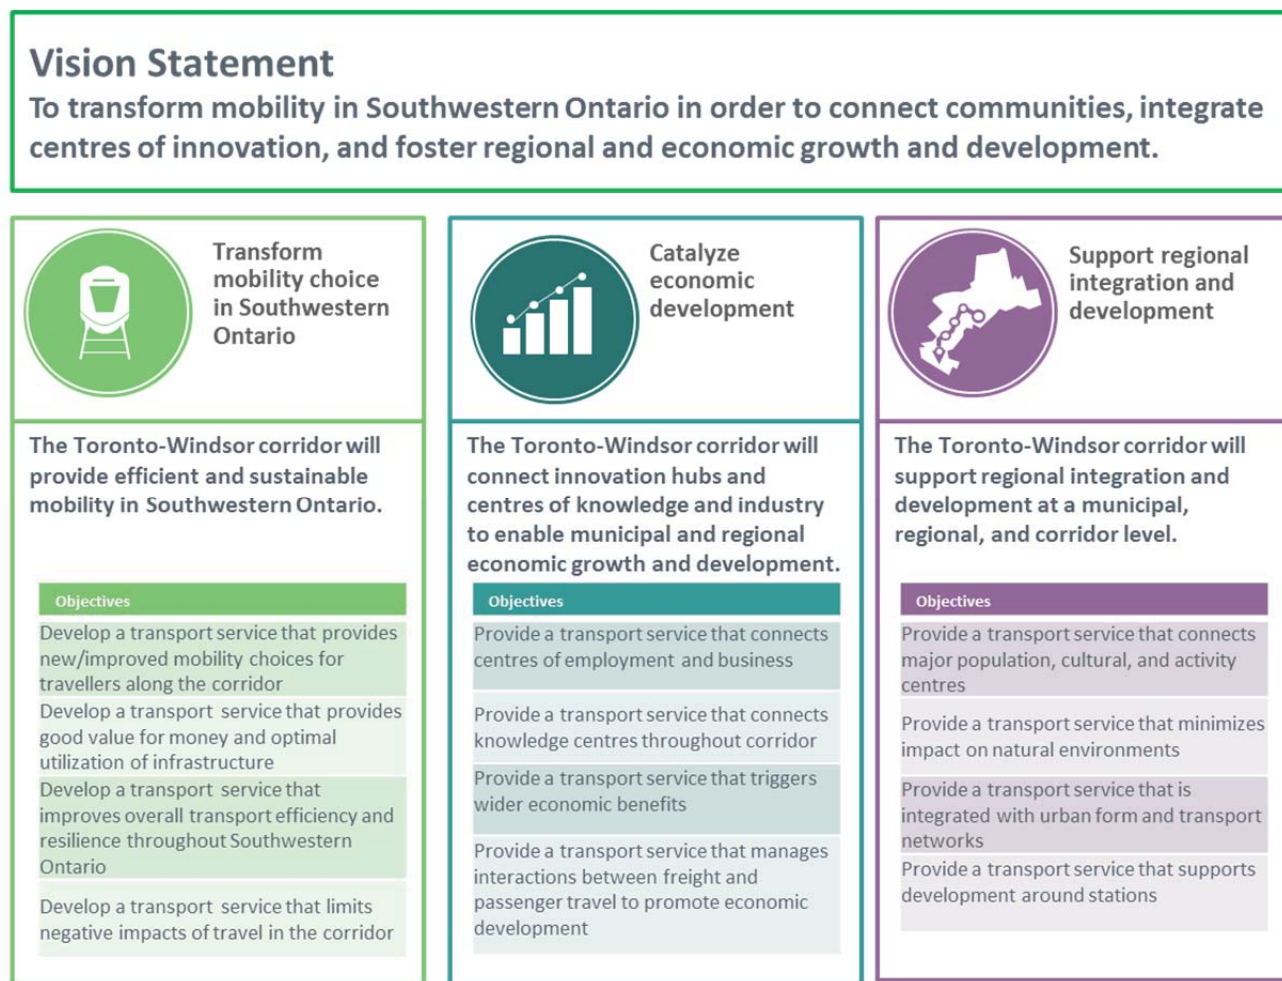 Vision Statement
To transform mobility in Southwestern Ontario in order to connect communities, integrate
centres of innovation, and foster regional and economic growth and development.
Transform
mobility choice
in Southwestern
Ontario
The Toronto-Windsor corridor will
provide efficient and sustainable
mobility in Southwestern Ontario.
Objectives
Develop a transport service that provides
new/improved mobility choices for
travellers along the corridor
Develop a transport service that provides
good value for money and optimal
utilization of infrastructure
Develop a transport service that
improves overall transport efficiency and
resilience throughout Southwestern
Ontario
Develop a transport service that limits
negative impacts of travel in the corridor
Catalyze
economic
development
The Toronto-Windsor corridor will
connect innovation hubs and
centres of knowledge and industry
to enable municipal and regional
economic growth and development.
Objectives
Provide a transport service that connects
centres of employment and business
Provide a transport service that connects
knowledge centres throughout corridor
Provide a transport service that triggers
wider economic benefits
Provide a transport service that manages
interactions between freight and
passenger travel to promote economic
development
Support regional
integration and
development
The Toronto-Windsor corridor will
support regional integration and
development at a municipal,
regional, and corridor level.
Objectives
Provide a transport service that connects
major population, cultural, and activity
centres
Provide a transport service that minimizes
impact on natural environments
Provide a transport service that is
integrated with urban form and transport
networks
Provide a transport service that supports
development around stations